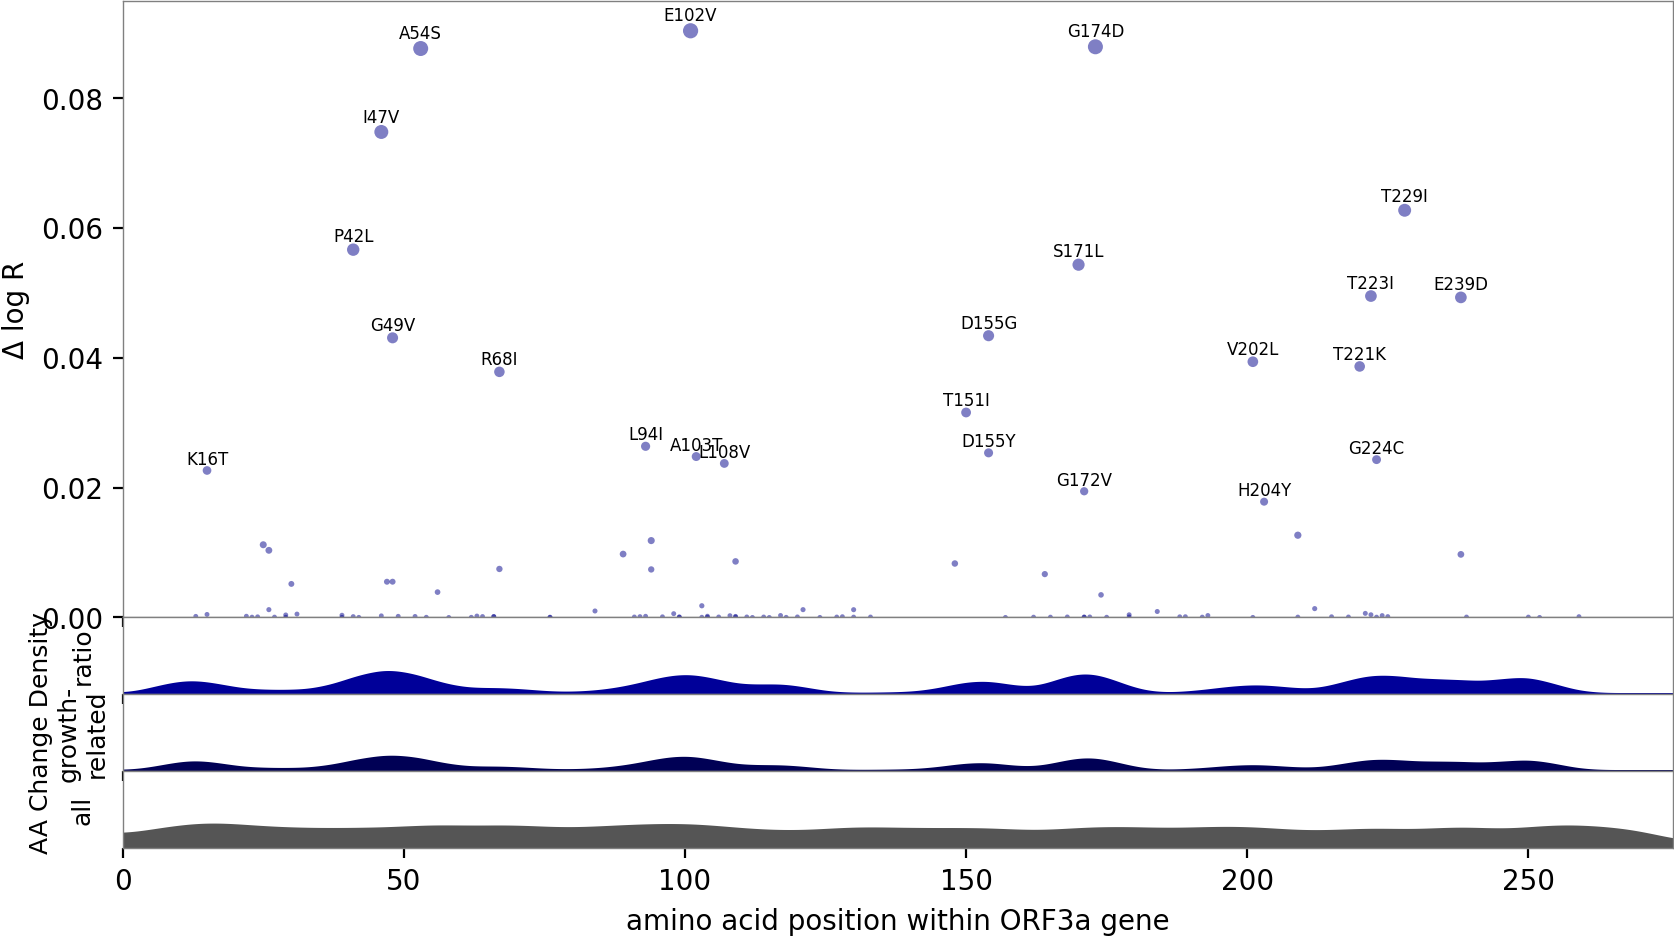 E102V
G174D
A54S
0.08
I47V
T229I
0.06
P42L
S171L
T223I
E239D
Δ log R
G49V
D155G
0.04
R68I
V202L
T221K
T151I
L94I
A103T
L108V
D155Y
G224C
K16T
0.02
G172V
H204Y
0.00
AA Change Density
ratio
growth-
related
all
0 50 100 150 200 250
amino acid position within ORF3a gene